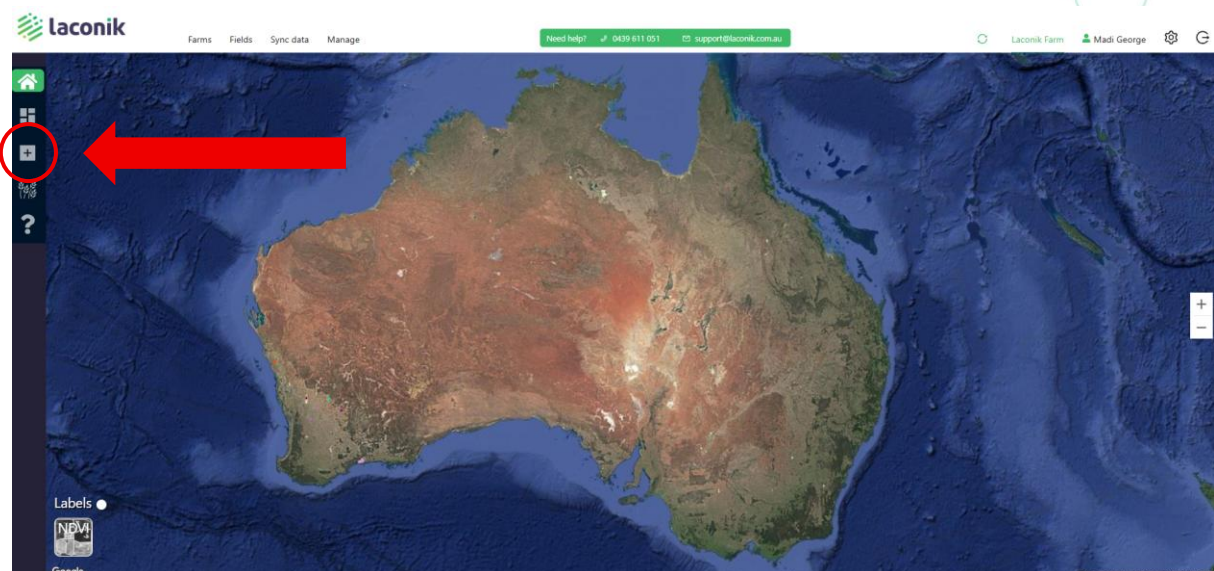 laconik
Farms Fields Sync data Manage
Need help? 0439 611 051 support@laconik.com.au
Laconik Farm Madi George
?
+
−
Labels
NDVI
Google